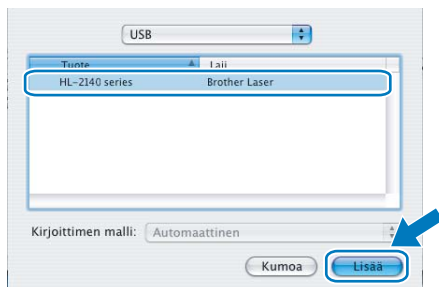 USB
Tuote Laji
HL-2140 series Brother Laser
Kirjoittimen malli: Automaattinen
Kumoa Lisää